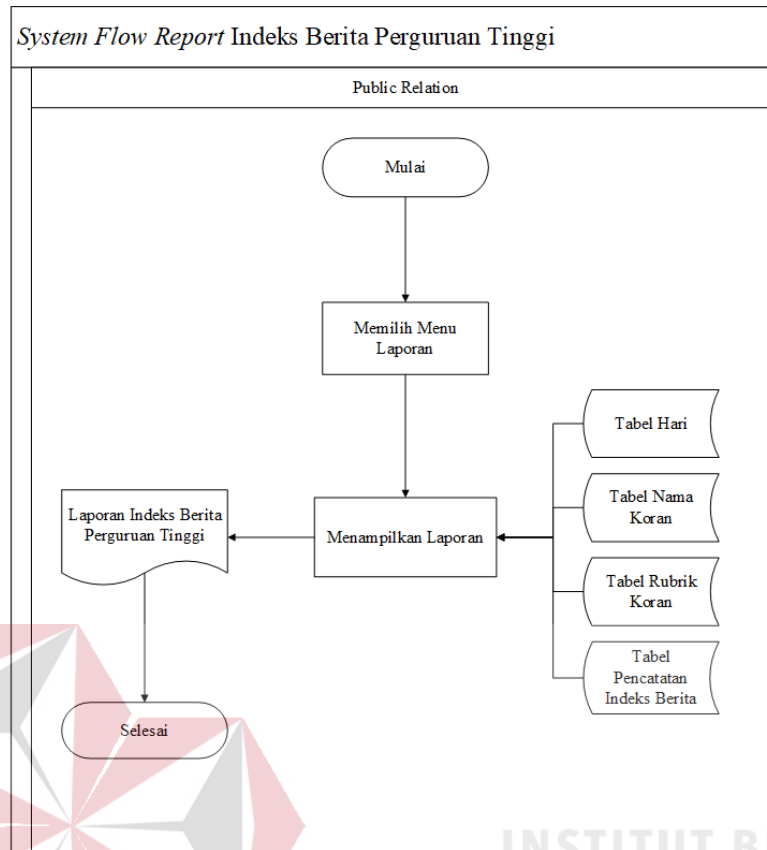 System Flow Report Indeks Berita Perguruan Tinggi
Public Relation
Mulai
Memilih Menu
Laporan
Tabel Hari
Tabel Nama
Koran
Laporan Indeks Berita
Perguruan Tinggi
Menampilkan Laporan
Tabel Rubrik
Koran
Tabel
Pencatatan
Indeks Berita
Selesai
INSTITUT B